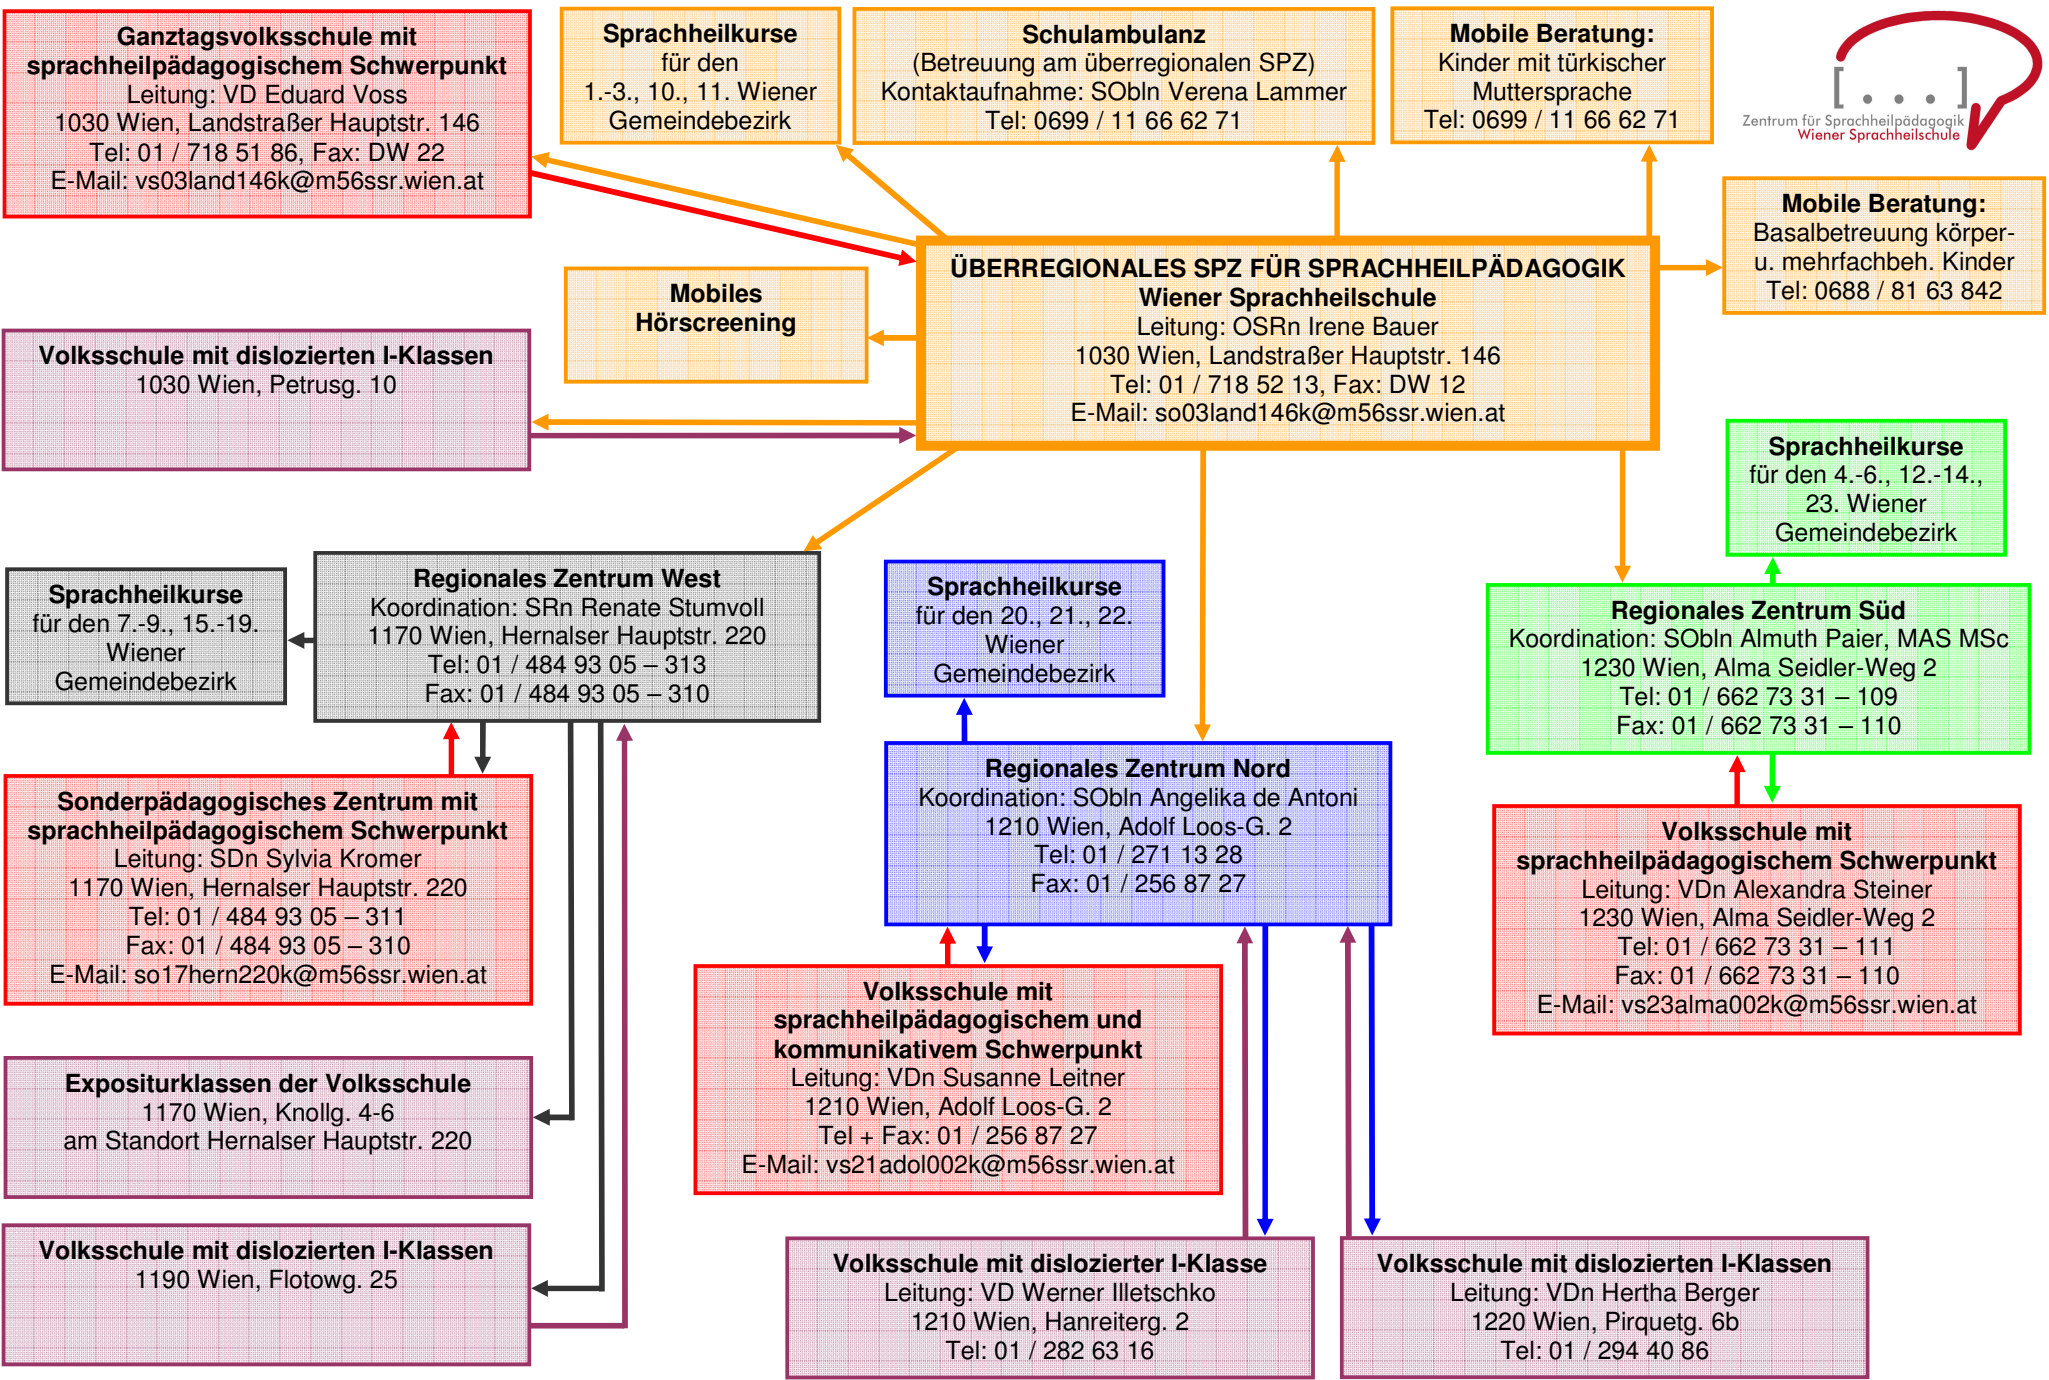 Ganztagsvolksschule mit
sprachheilpädagogischem Schwerpunkt
Leitung: VD Eduard Voss
1030 Wien, Landstraßer Hauptstr. 146
Tel: 01 / 718 51 86, Fax: DW 22
E-Mail: vs03land146k@m56ssr.wien.at
Sprachheilkurse
für den
1.-3., 10., 11. Wiener
Gemeindebezirk
Schulambulanz
(Betreuung am überregionalen SPZ)
Kontaktaufnahme: SObln Verena Lammer
Tel: 0699 / 11 66 62 71
Mobile Beratung:
Kinder mit türkischer
Muttersprache
Tel: 0699 / 11 66 62 71
[...]
Zentrum für Sprachheilpädagogik
Wiener Sprachheilschule
Mobile Beratung:
Basalbetreuung körper-
u. mehrfachbeh. Kinder
Tel: 0688 / 81 63 842
ÜBERREGIONALES SPZ FÜR SPRACHHEILPÄDAGOGIK
Wiener Sprachheilschule
Leitung: OSRn Irene Bauer
1030 Wien, Landstraßer Hauptstr. 146
Tel: 01 / 718 52 13, Fax: DW 12
E-Mail: so03land146k@m56ssr.wien.at
Mobiles
Hörscreening
Volksschule mit dislozierten I-Klassen
1030 Wien, Petrusg. 10
Sprachheilkurse
für den 4.-6., 12.-14.,
23. Wiener
Gemeindebezirk
Sprachheilkurse
für den 7.-9., 15.-19.
Wiener
Gemeindebezirk
Regionales Zentrum West
Koordination: SRn Renate Stumvoll
1170 Wien, Hernalser Hauptstr. 220
Tel: 01 / 484 93 05 – 313
Fax: 01 / 484 93 05 – 310
Sprachheilkurse
für den 20., 21., 22.
Wiener
Gemeindebezirk
Regionales Zentrum Süd
Koordination: SObln Almuth Paier, MAS MSc
1230 Wien, Alma Seidler-Weg 2
Tel: 01 / 662 73 31 – 109
Fax: 01 / 662 73 31 – 110
Regionales Zentrum Nord
Koordination: SObln Angelika de Antoni
1210 Wien, Adolf Loos-G. 2
Tel: 01 / 271 13 28
Fax: 01 / 256 87 27
Sonderpädagogisches Zentrum mit
sprachheilpädagogischem Schwerpunkt
Leitung: SDn Sylvia Kromer
1170 Wien, Hernalser Hauptstr. 220
Tel: 01 / 484 93 05 – 311
Fax: 01 / 484 93 05 – 310
E-Mail: so17hern220k@m56ssr.wien.at
Volksschule mit
sprachheilpädagogischem Schwerpunkt
Leitung: VDn Alexandra Steiner
1230 Wien, Alma Seidler-Weg 2
Tel: 01 / 662 73 31 – 111
Fax: 01 / 662 73 31 – 110
E-Mail: vs23alma002k@m56ssr.wien.at
Volksschule mit
sprachheilpädagogischem und
kommunikativem Schwerpunkt
Leitung: VDn Susanne Leitner
1210 Wien, Adolf Loos-G. 2
Tel + Fax: 01 / 256 87 27
E-Mail: vs21adol002k@m56ssr.wien.at
Expositurklassen der Volksschule
1170 Wien, Knollg. 4-6
am Standort Hernalser Hauptstr. 220
Volksschule mit dislozierten I-Klassen
1190 Wien, Flotowg. 25
Volksschule mit dislozierter I-Klasse
Leitung: VD Werner Illetschko
1210 Wien, Hanreiterg. 2
Tel: 01 / 282 63 16
Volksschule mit dislozierten I-Klassen
Leitung: VDn Hertha Berger
1220 Wien, Pirquetg. 6b
Tel: 01 / 294 40 86